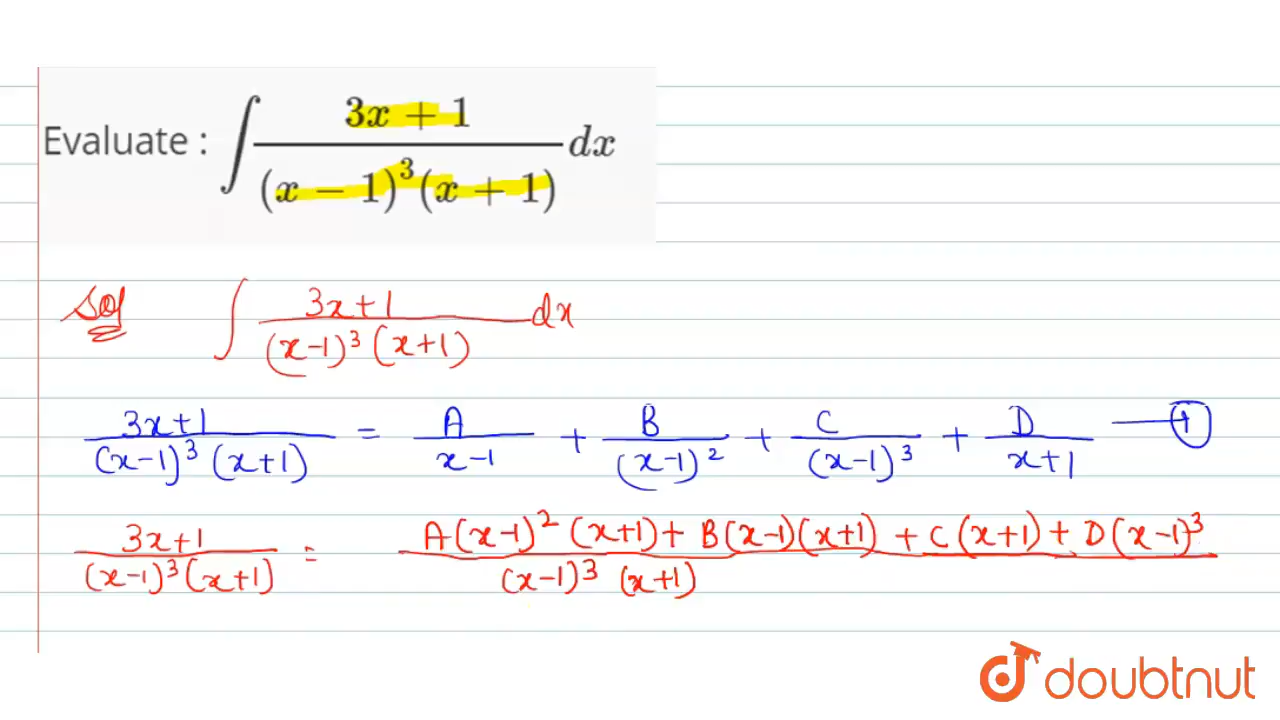 Evaluate : ∫ (3x + 1)/((x − 1)³(x + 1)) dx
Sol ∫ (3x+1)/((x-1)³(x+1)) dx
(3x+1)/((x-1)³(x+1)) = A/(x-1) + B/(x-1)² + C/(x-1)³ + D/(x+1) — ①
(3x+1)/((x-1)³(x+1)) = (A(x-1)²(x+1) + B(x-1)(x+1) + C(x+1) + D(x-1)³)/((x-1)³(x+1))
doubtnut